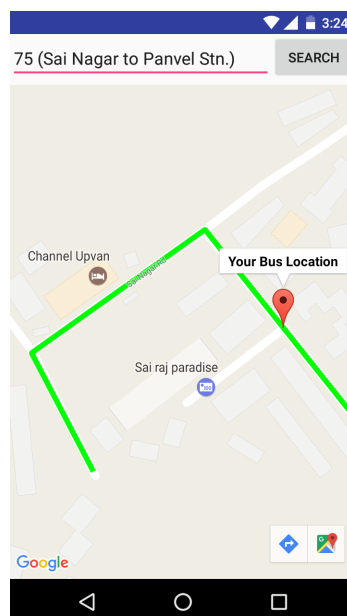 3:24
75 (Sai Nagar to Panvel Stn.)
SEARCH
Channel Upvan
Sai Nagar Rd
Your Bus Location
Sai raj paradise
Google